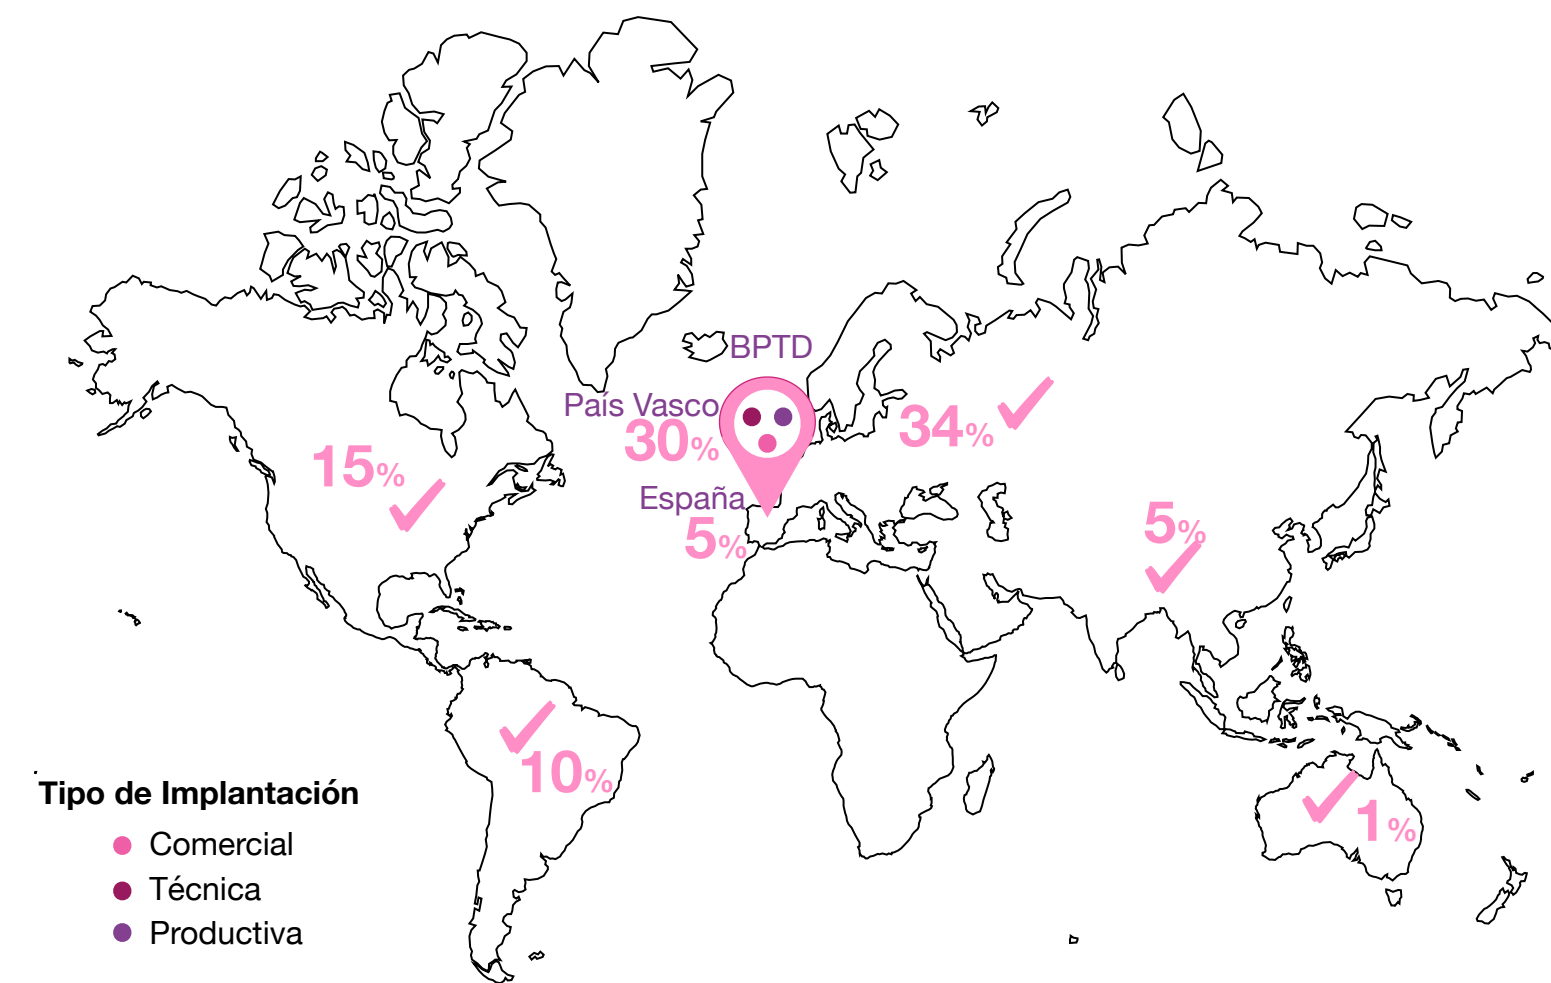 BPTD
País Vasco
30%
34%
15%
España
5%
5%
10%
1%
Tipo de Implantación
Comercial
Técnica
Productiva